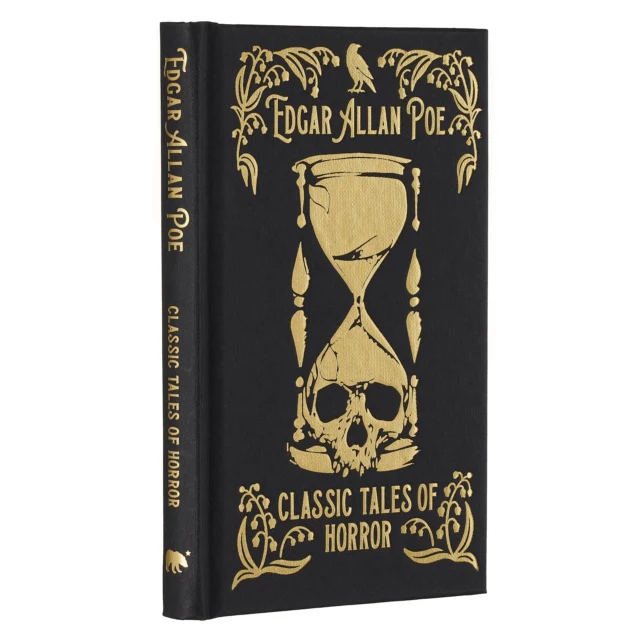 EDGAR ALLAN POE
CLASSIC TALES OF HORROR
EDGAR ALLAN POE
CLASSIC TALES OF
HORROR